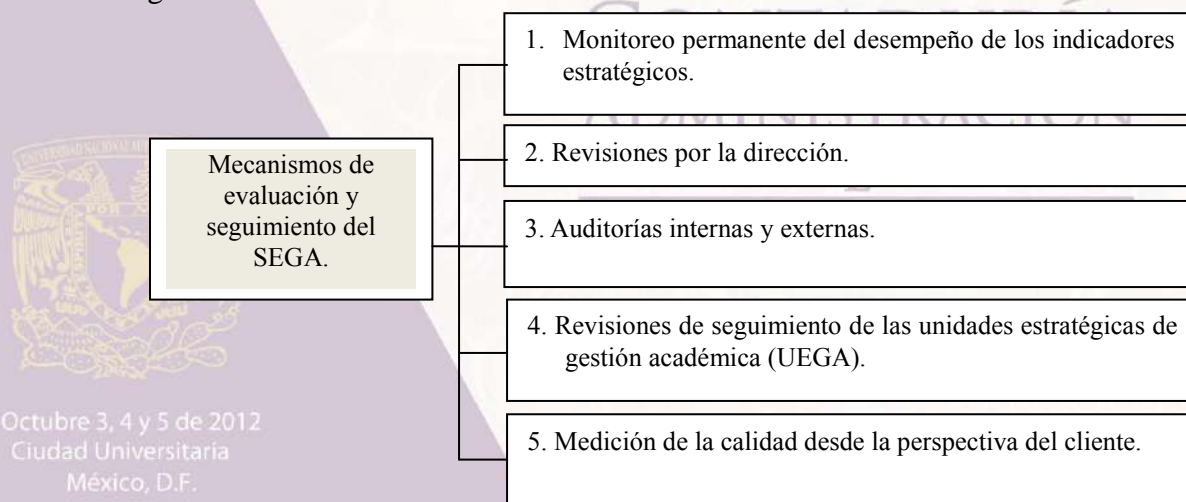 1. Monitoreo permanente del desempeño de los indicadores
estratégicos.
ADMINISTRACIÓN
2. Revisiones por la dirección.
Mecanismos de
evaluación y
seguimiento del
SEGA.
3. Auditorías internas y externas.
4. Revisiones de seguimiento de las unidades estratégicas de
gestión académica (UEGA).
5. Medición de la calidad desde la perspectiva del cliente.
Octubre 3, 4 y 5 de 2012
Ciudad Universitaria
México, D.F.